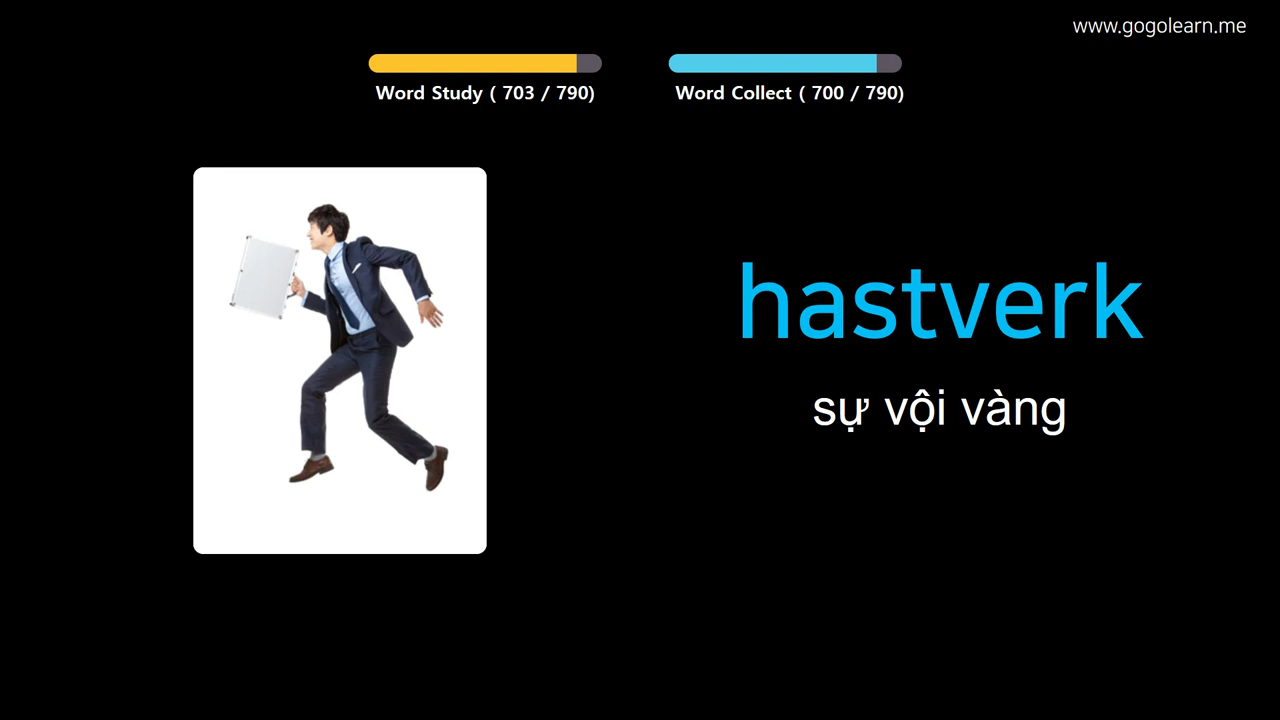 www.gogolearn.me
Word Study ( 703 / 790)
Word Collect ( 700 / 790)
hastverk
sự vội vàng